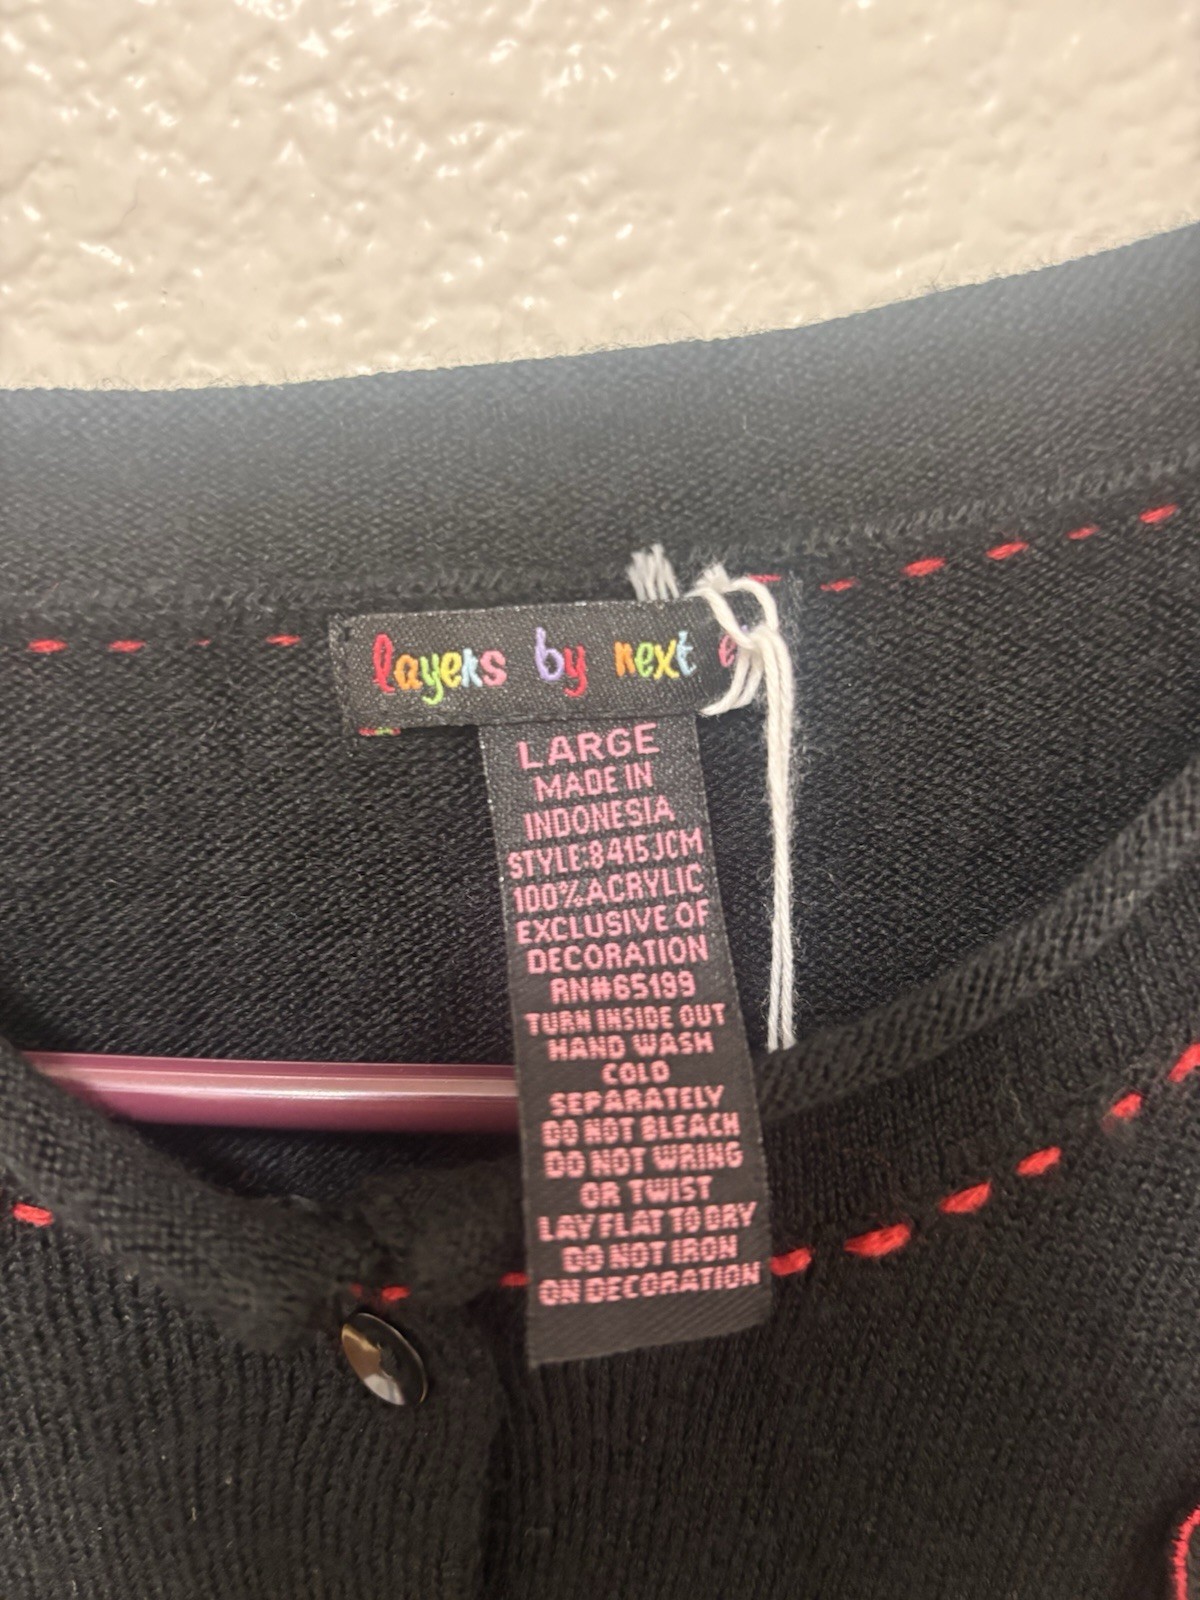 layers by next
LARGE
MADE IN
INDONESIA
STYLE:8415JCM
100%ACRYLIC
EXCLUSIVE OF
DECORATION
RN#65199
TURN INSIDE OUT
HAND WASH
COLD
SEPARATELY
DO NOT BLEACH
DO NOT WRING
OR TWIST
LAY FLAT TO DRY
DO NOT IRON
ON DECORATION